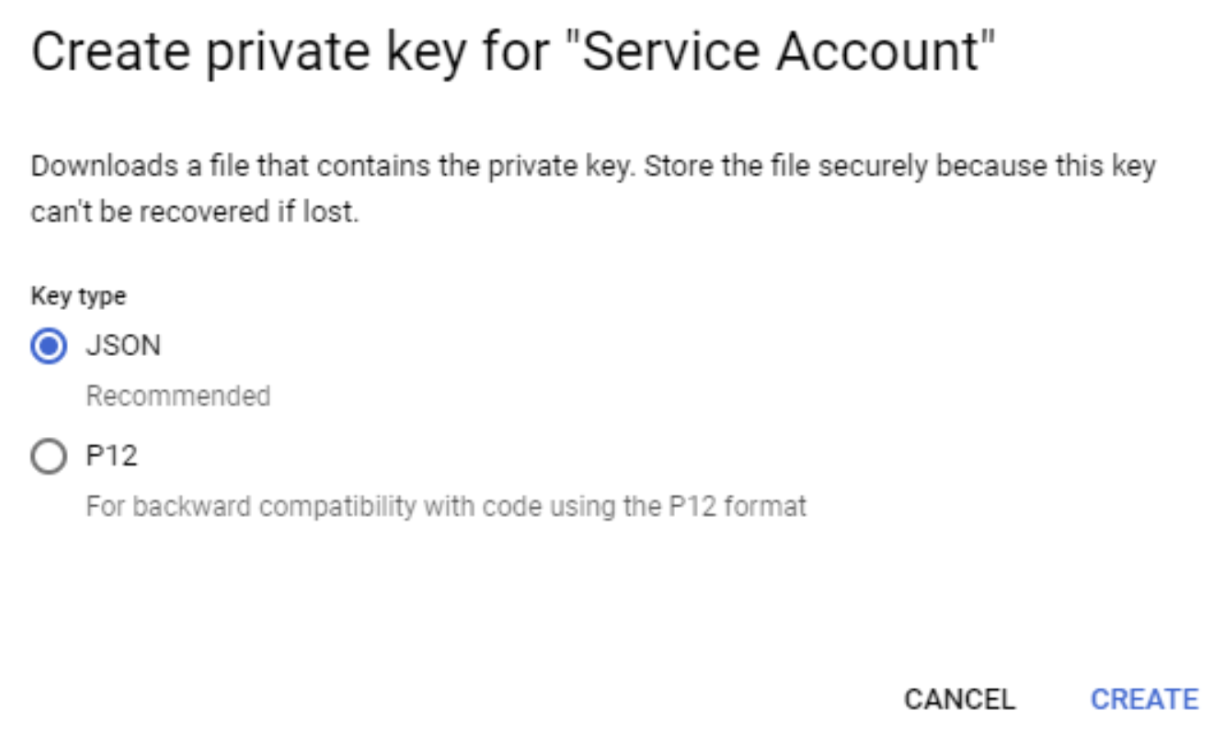 Create private key for "Service Account"
Downloads a file that contains the private key. Store the file securely because this key
can't be recovered if lost.
Key type
JSON
Recommended
P12
For backward compatibility with code using the P12 format
CANCEL CREATE